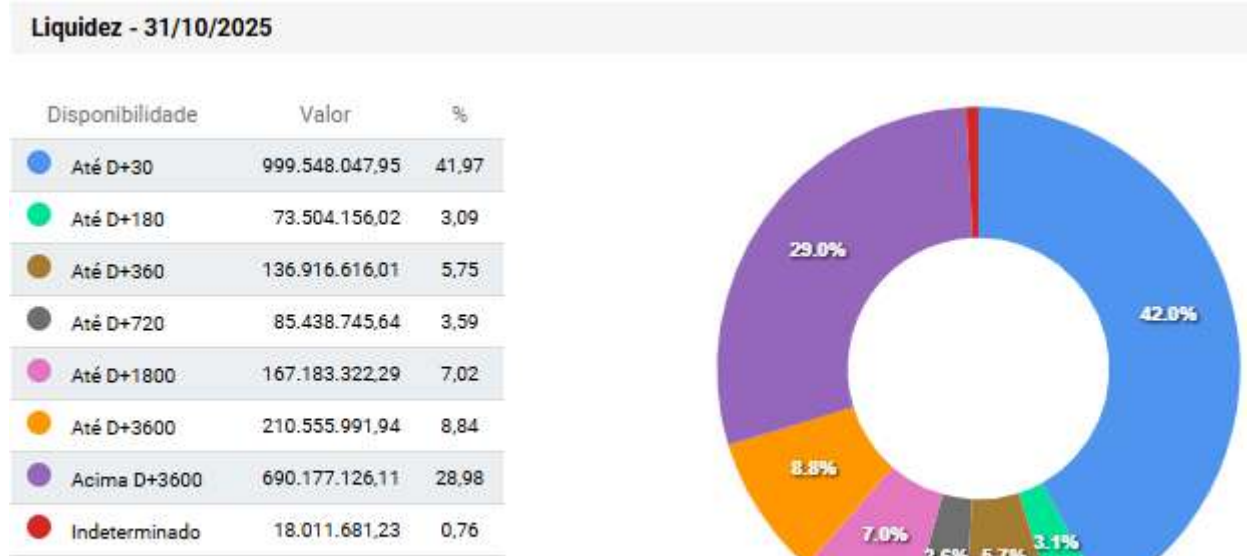 Liquidez - 31/10/2025
Disponibilidade Valor %
Até D+30 999.548.047,95 41,97
Até D+180 73.504.156,02 3,09
Até D+360 136.916.616,01 5,75
Até D+720 85.438.745,64 3,59
Até D+1800 167.183.322,29 7,02
Até D+3600 210.555.991,94 8,84
Acima D+3600 690.177.126,11 28,98
Indeterminado 18.011.681,23 0,76
29.0%
42.0%
8.8%
7.0%
3.6%
5.7%
3.1%